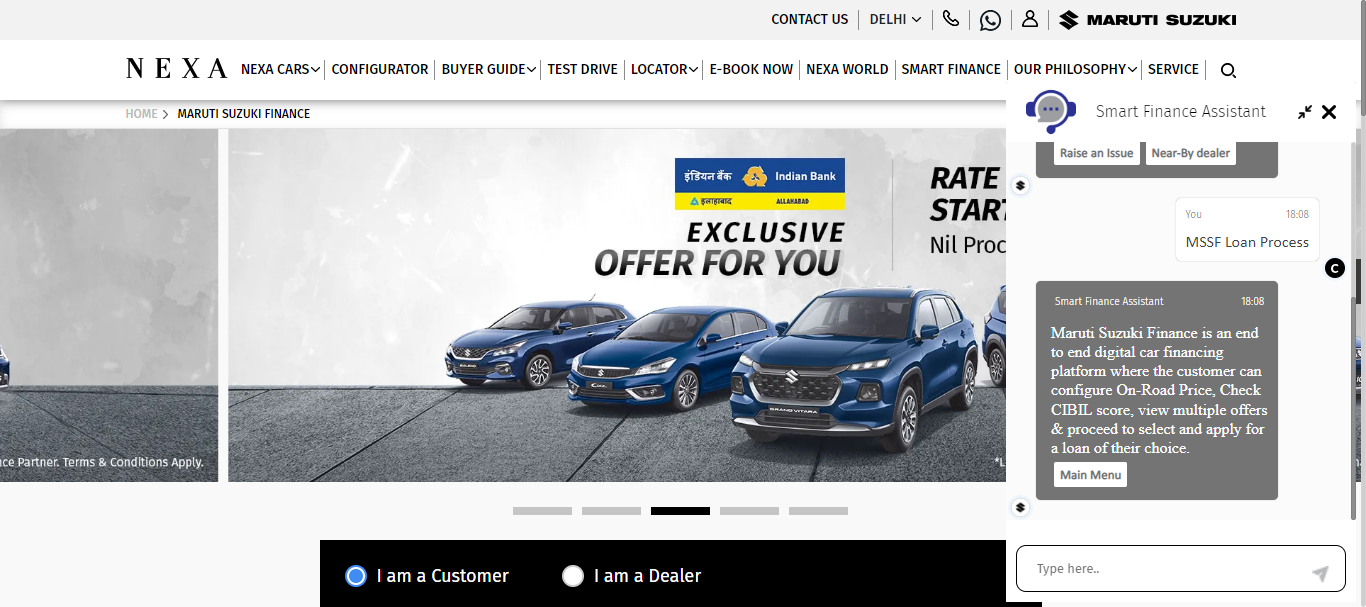 CONTACT US
DELHI
MARUTI SUZUKI
NEXA
NEXA CARS
CONFIGURATOR
BUYER GUIDE
TEST DRIVE
LOCATOR
E-BOOK NOW
NEXA WORLD
SMART FINANCE
OUR PHILOSOPHY
SERVICE
HOME
MARUTI SUZUKI FINANCE
इंडियन बैंक
Indian Bank
इलाहाबाद
ALLAHABAD
EXCLUSIVE
OFFER FOR YOU
RATE
START
Nil Proc
GRAND VITARA
ce Partner. Terms & Conditions Apply.
*L
I am a Customer
I am a Dealer
Smart Finance Assistant
Raise an Issue
Near-By dealer
You
18:08
MSSF Loan Process
C
Smart Finance Assistant
18:08
Maruti Suzuki Finance is an end
to end digital car financing
platform where the customer can
configure On-Road Price, Check
CIBIL score, view multiple offers
& proceed to select and apply for
a loan of their choice.
Main Menu
Type here..